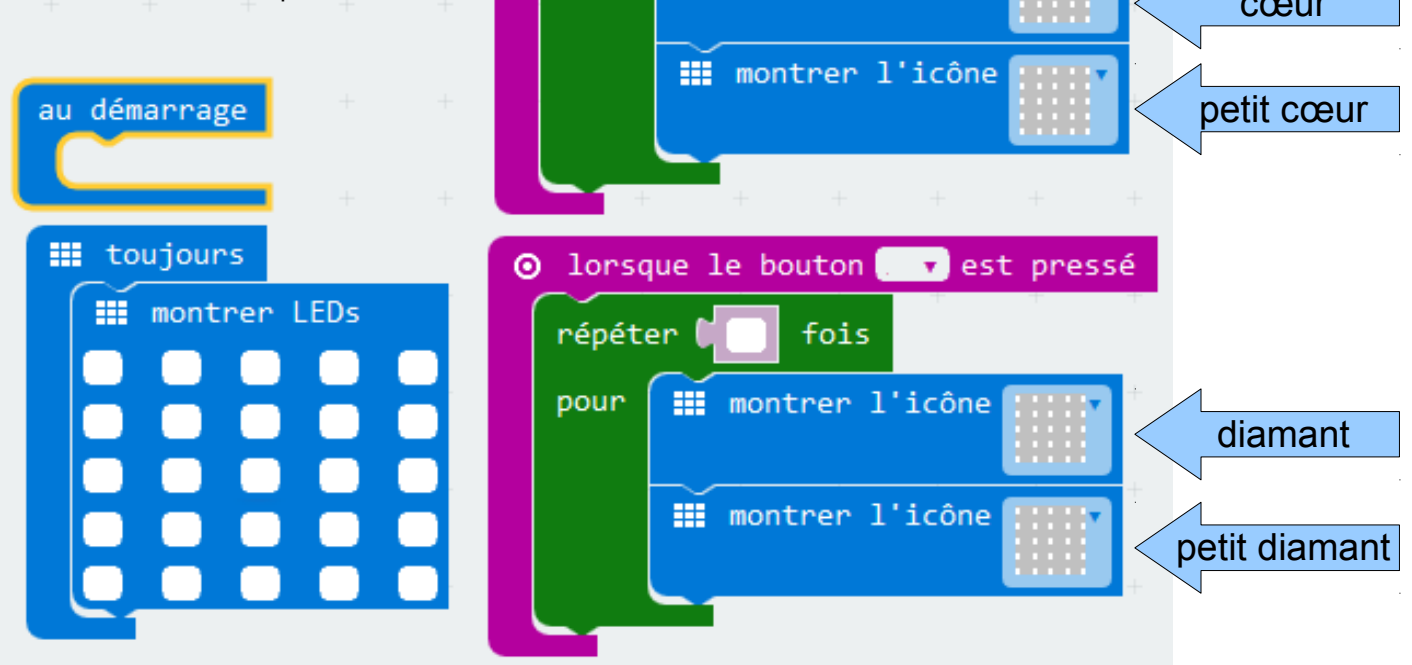 cœur
montrer l'icône
petit cœur
au démarrage
toujours
montrer LEDs
lorsque le bouton est pressé
répéter fois
pour
montrer l'icône
diamant
montrer l'icône
petit diamant